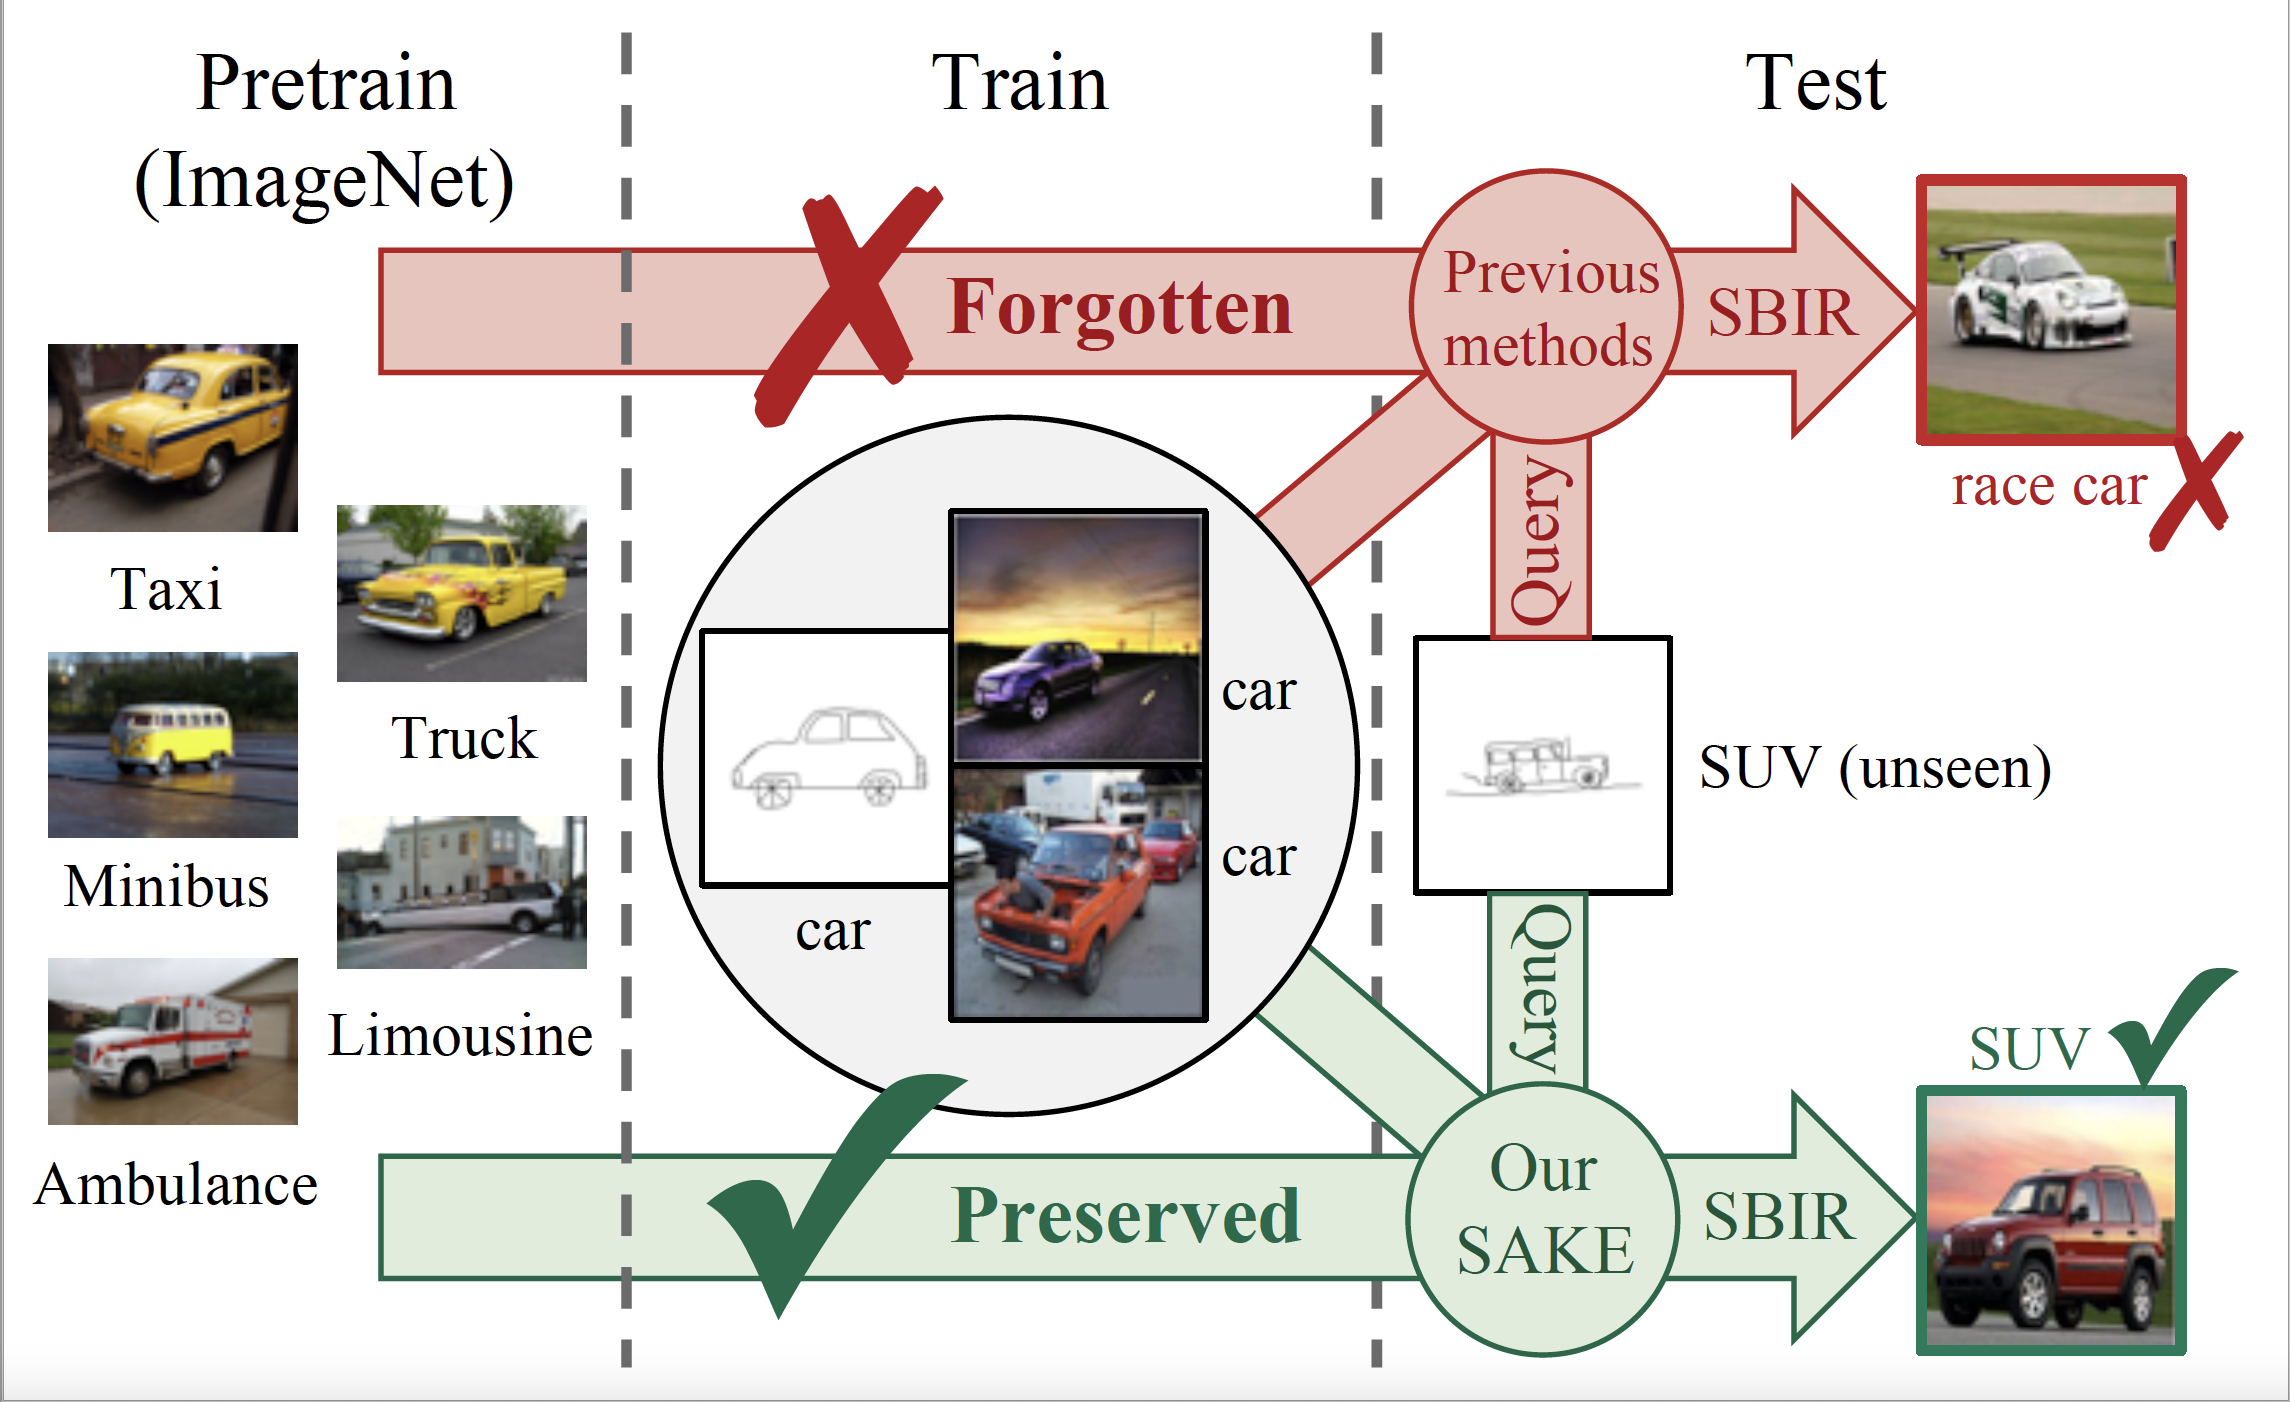 Pretrain
(ImageNet)
Train
Test
Forgotten
Previous
methods
SBIR
race car
Query
Taxi
Truck
Minibus
Limousine
Ambulance
car
car
car
SUV (unseen)
Query
SUV
Preserved
Our
SAKE
SBIR